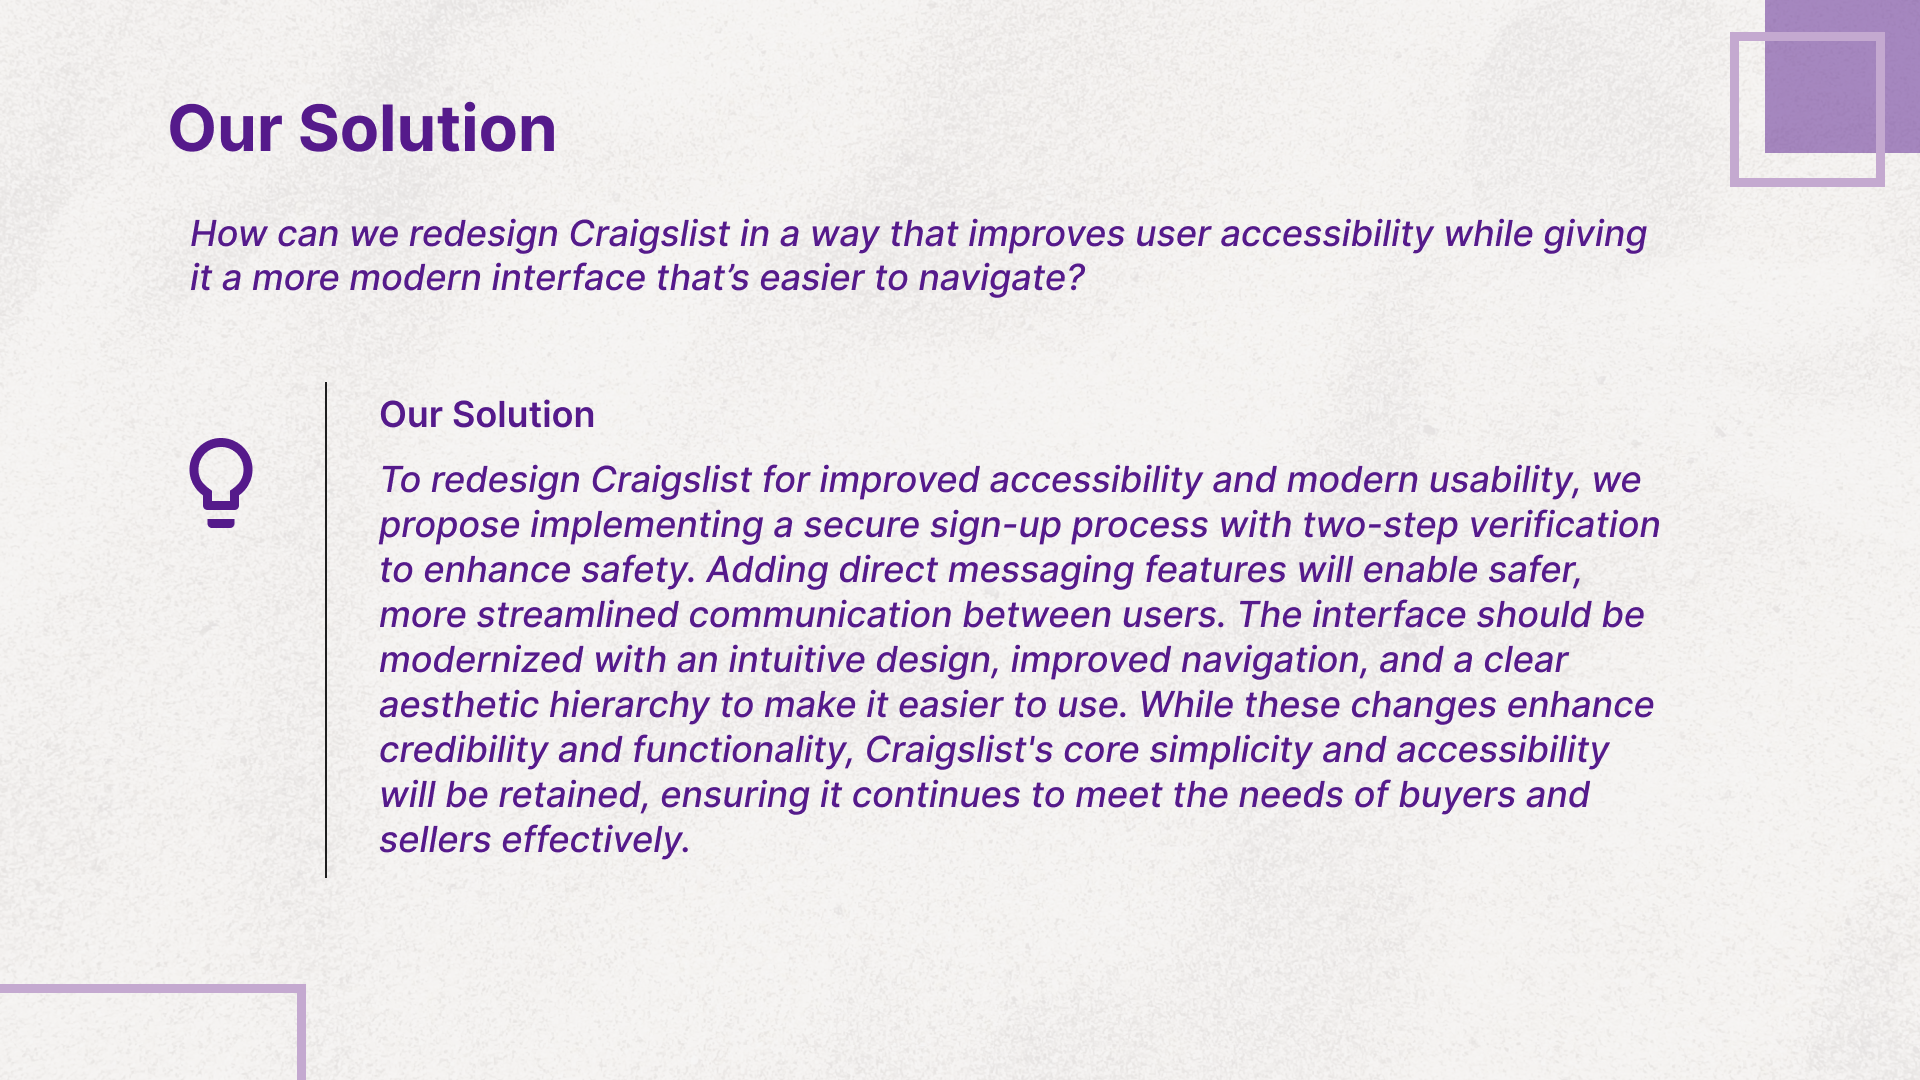 Our Solution
How can we redesign Craigslist in a way that improves user accessibility while giving
it a more modern interface that’s easier to navigate?
Our Solution
To redesign Craigslist for improved accessibility and modern usability, we
propose implementing a secure sign-up process with two-step verification
to enhance safety. Adding direct messaging features will enable safer,
more streamlined communication between users. The interface should be
modernized with an intuitive design, improved navigation, and a clear
aesthetic hierarchy to make it easier to use. While these changes enhance
credibility and functionality, Craigslist's core simplicity and accessibility
will be retained, ensuring it continues to meet the needs of buyers and
sellers effectively.